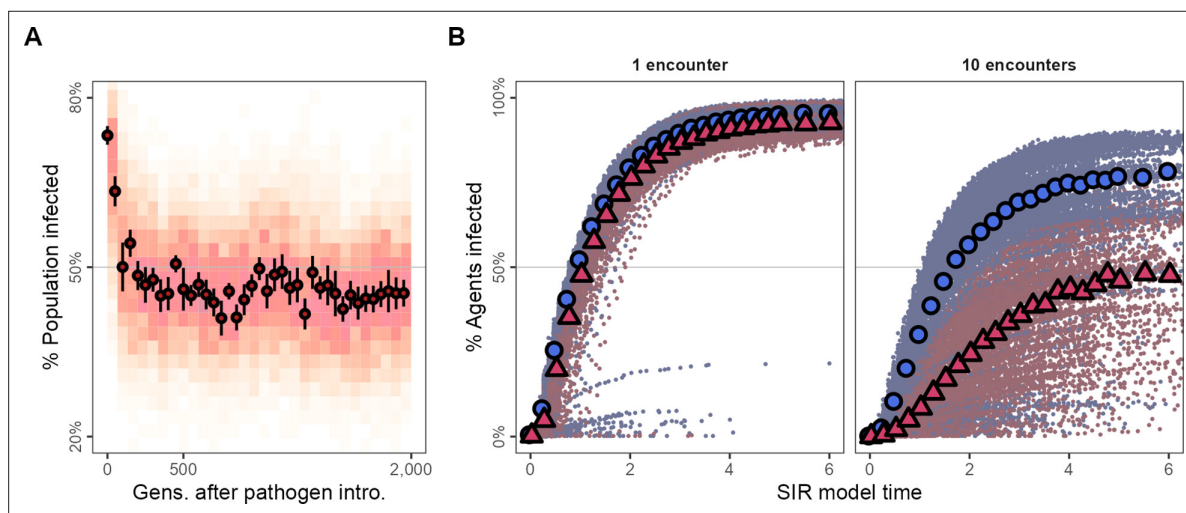 A
B
1 encounter
10 encounters
% Population infected
80%
50%
20%
0
500
2,000
Gens. after pathogen intro.
% Agents infected
100%
50%
0%
0
2
4
6
0
2
4
6
SIR model time